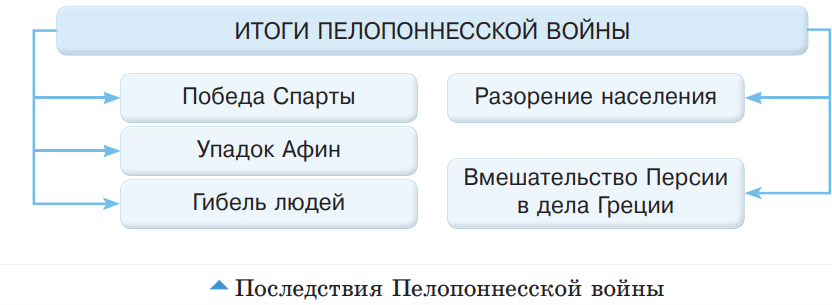 ИТОГИ ПЕЛОПОННЕССКОЙ ВОЙНЫ
Победа Спарты
Упадок Афин
Гибель людей
Разорение населения
Вмешательство Персии
в дела Греции
Последствия Пелопоннесской войны